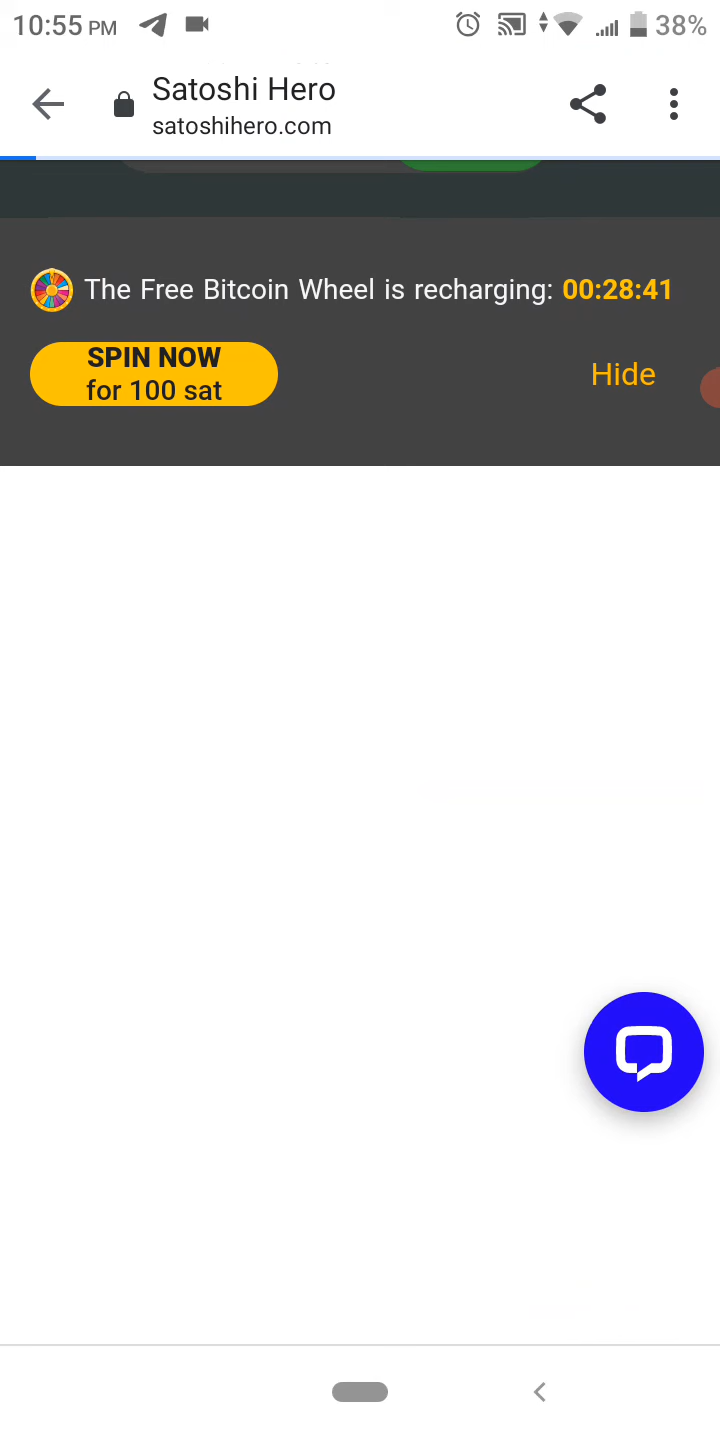 10:55 PM 38%
Satoshi Hero
satoshihero.com
The Free Bitcoin Wheel is recharging: 00:28:41
SPIN NOW
for 100 sat
Hide